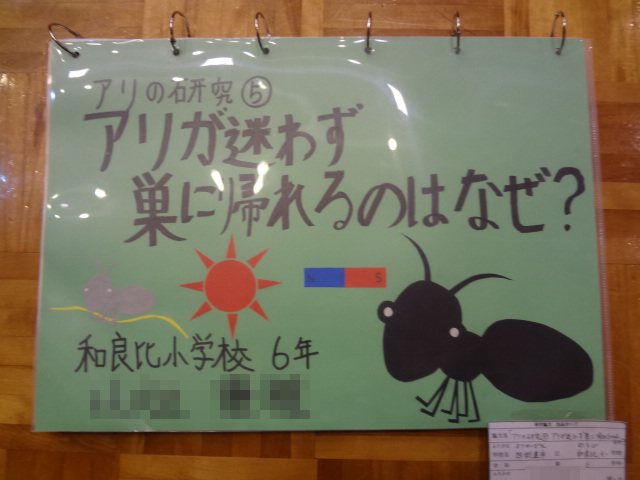 アリの研究⑤
アリが迷わず
巣に帰れるのはなぜ?
N S
和良比小学校 6年